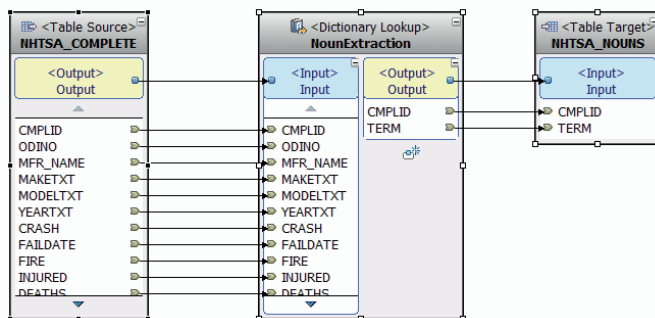 <Table Source>
NHTSA_COMPLETE
<Output>
Output
CMPLID
ODINO
MFR_NAME
MAKETXT
MODELTXT
YEARTXT
CRASH
FAILDATE
FIRE
INJURED
DEATHS
<Dictionary Lookup>
NounExtraction
<Input>
Input
CMPLID
ODINO
MFR_NAME
MAKETXT
MODELTXT
YEARTXT
CRASH
FAILDATE
FIRE
INJURED
DEATHS
<Output>
Output
CMPLID
TERM
<Table Target>
NHTSA_NOUNS
<Input>
Input
CMPLID
TERM